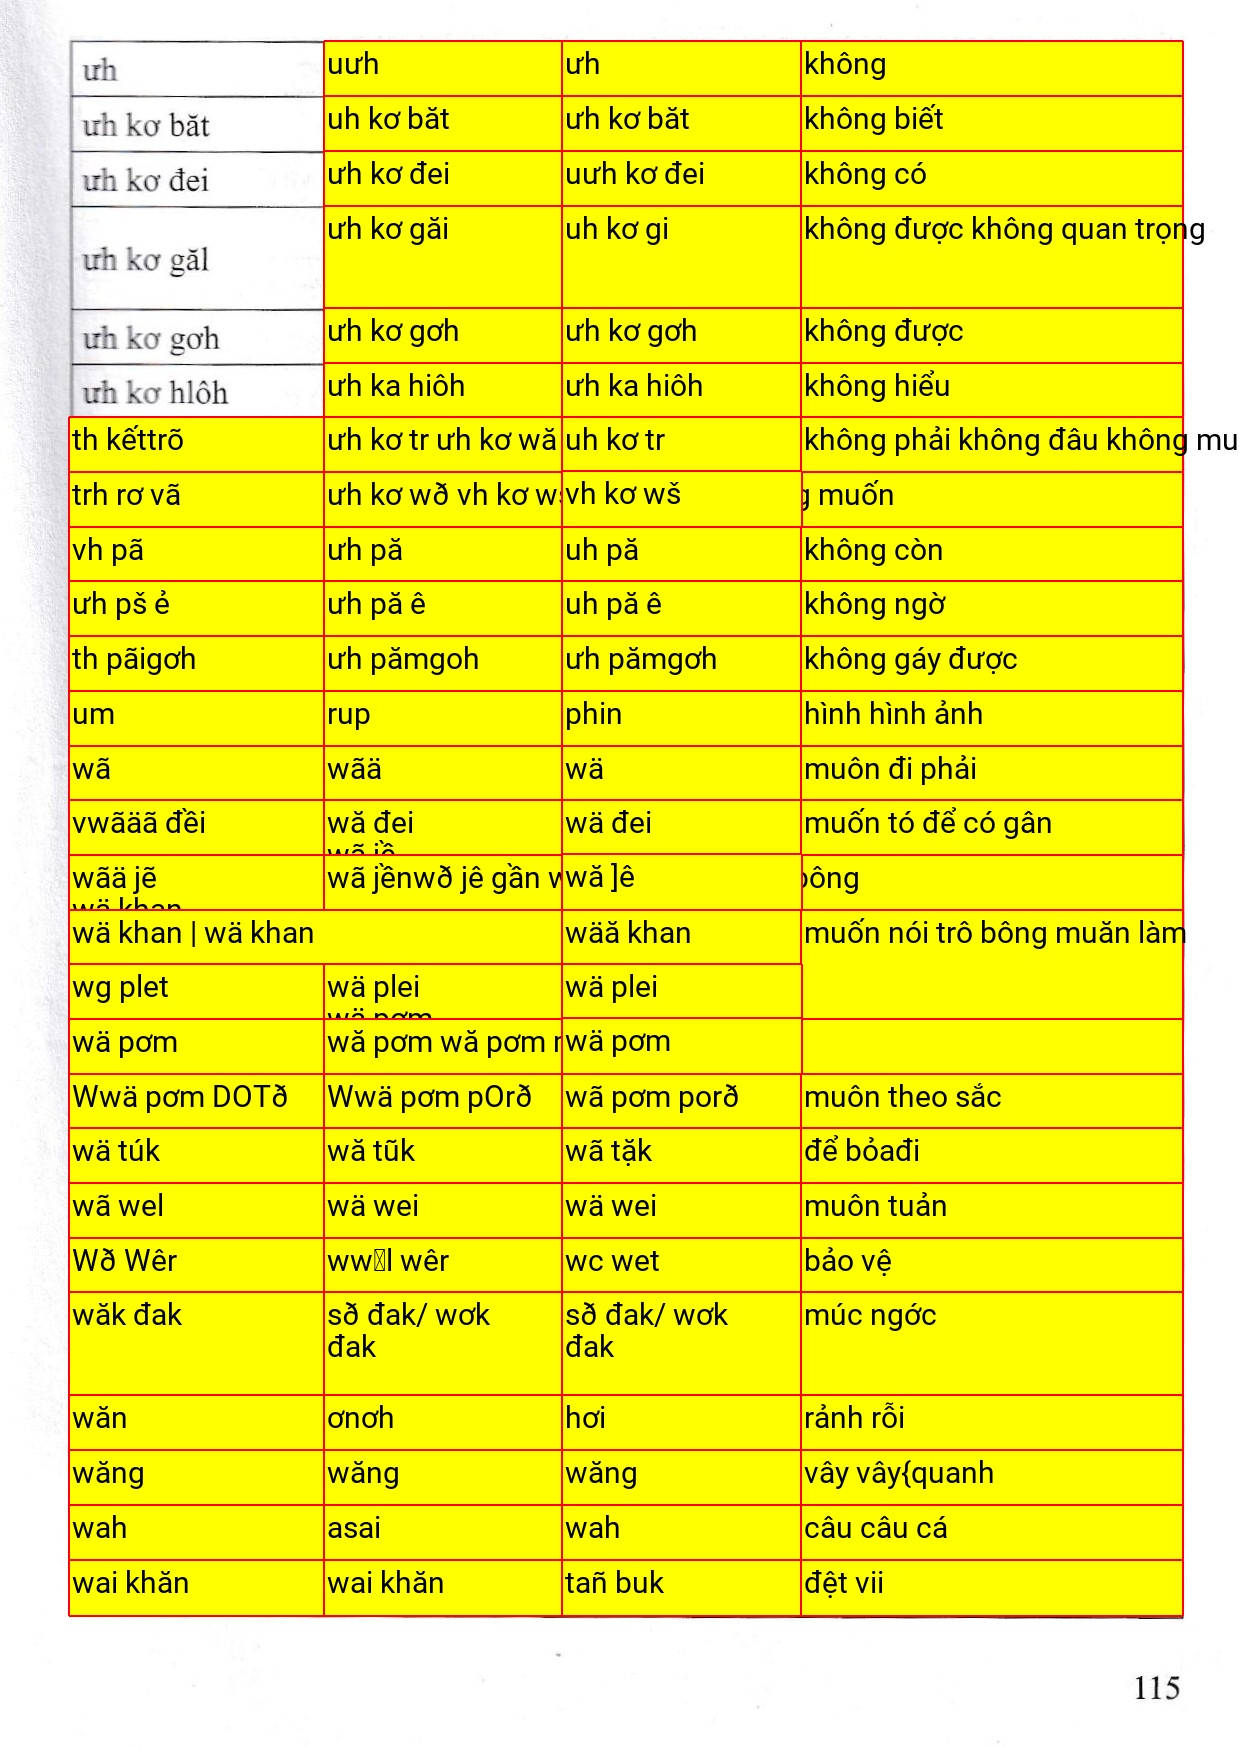 ưh uưh ưh không
ưh kơ băt uh kơ băt ưh kơ băt không biết
ưh kơ đei ưh kơ đei uưh kơ đei không có
ưh kơ găl ưh kơ găi uh kơ gi không được không quan trọng
ưh kơ gơh ưh kơ gơh ưh kơ gơh không được
ưh kơ hlôh ưh ka hiôh ưh ka hiôh không hiểu
th kếttrõ ưh kơ tr ưh kơ wă uh kơ tr không phải không đâu không mu
trh rơ vã ưh kơ wð vh kơ vh kơ wš muốn
vh pã ưh pă uh pă không còn
ưh pš ẻ ưh pă ê uh pă ê không ngờ
th pãigơh ưh pămgoh ưh pămgơh không gáy được
um rup phin hình hình ảnh
wã wãä wä muôn đi phải
vwãäã đềi wă đei wä đei muốn tó để có gân
wãä jẽ wã jềnwð jê gần wă ]ê bông
wä khan | wä khan wäă khan muốn nói trô bông muăn làm
wg plet wä plei wä plei
wä pơm wă pơm wă pơm wä pơm
Wwä pơm DOTð Wwä pơm pOrð wã pơm porð muôn theo sắc
wä túk wă tũk wã tặk để bỏađi
wã wel wä wei wä wei muôn tuản
Wð Wêr ww l wêr wc wet bảo vệ
wăk đak sð đak/ wơk sð đak/ wơk múc ngớc
đak đak
wăn ơnơh hơi rảnh rỗi
wăng wăng wăng vây vây{quanh
wah asai wah câu câu cá
wai khăn wai khăn tañ buk đệt vii
115